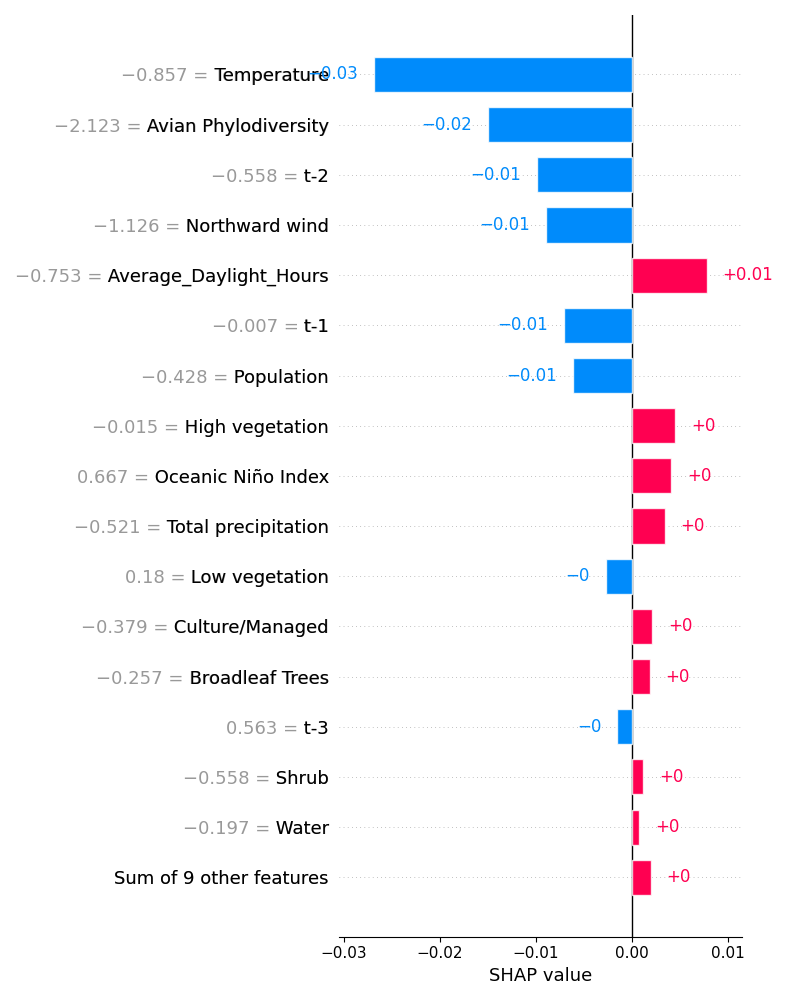 −0.857 = Temperature −0.03
−2.123 = Avian Phylodiversity −0.02
−0.558 = t-2 −0.01
−1.126 = Northward wind −0.01
−0.753 = Average_Daylight_Hours +0.01
−0.007 = t-1 −0.01
−0.428 = Population −0.01
−0.015 = High vegetation +0
0.667 = Oceanic Niño Index +0
−0.521 = Total precipitation +0
0.18 = Low vegetation −0
−0.379 = Culture/Managed +0
−0.257 = Broadleaf Trees +0
0.563 = t-3 −0
−0.558 = Shrub +0
−0.197 = Water +0
Sum of 9 other features +0
−0.03 −0.02 −0.01 0.00 0.01
SHAP value